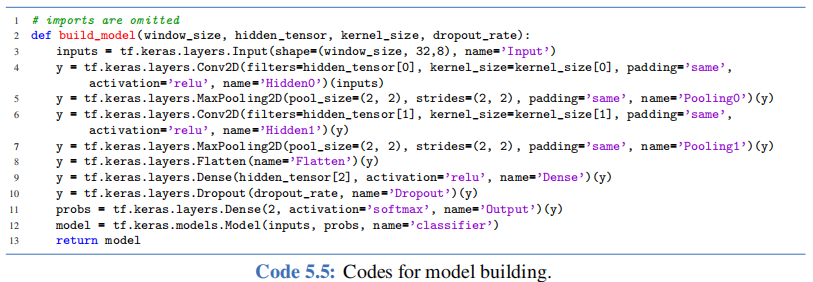 1 # imports are omitted
2 def build_model(window_size, hidden_tensor, kernel_size, dropout_rate):
3 inputs = tf.keras.layers.Input(shape=(window_size, 32,8), name='Input')
4 y = tf.keras.layers.Conv2D(filters=hidden_tensor[0], kernel_size=kernel_size[0], padding='same',
activation='relu', name='Hidden0')(inputs)
5 y = tf.keras.layers.MaxPooling2D(pool_size=(2, 2), strides=(2, 2), padding='same', name='Pooling0')(y)
6 y = tf.keras.layers.Conv2D(filters=hidden_tensor[1], kernel_size=kernel_size[1], padding='same',
activation='relu', name='Hidden1')(y)
7 y = tf.keras.layers.MaxPooling2D(pool_size=(2, 2), strides=(2, 2), padding='same', name='Pooling1')(y)
8 y = tf.keras.layers.Flatten(name='Flatten')(y)
9 y = tf.keras.layers.Dense(hidden_tensor[2], activation='relu', name='Dense')(y)
10 y = tf.keras.layers.Dropout(dropout_rate, name='Dropout')(y)
11 probs = tf.keras.layers.Dense(2, activation='softmax', name='Output')(y)
12 model = tf.keras.models.Model(inputs, probs, name='classifier')
13 return model
Code 5.5: Codes for model building.